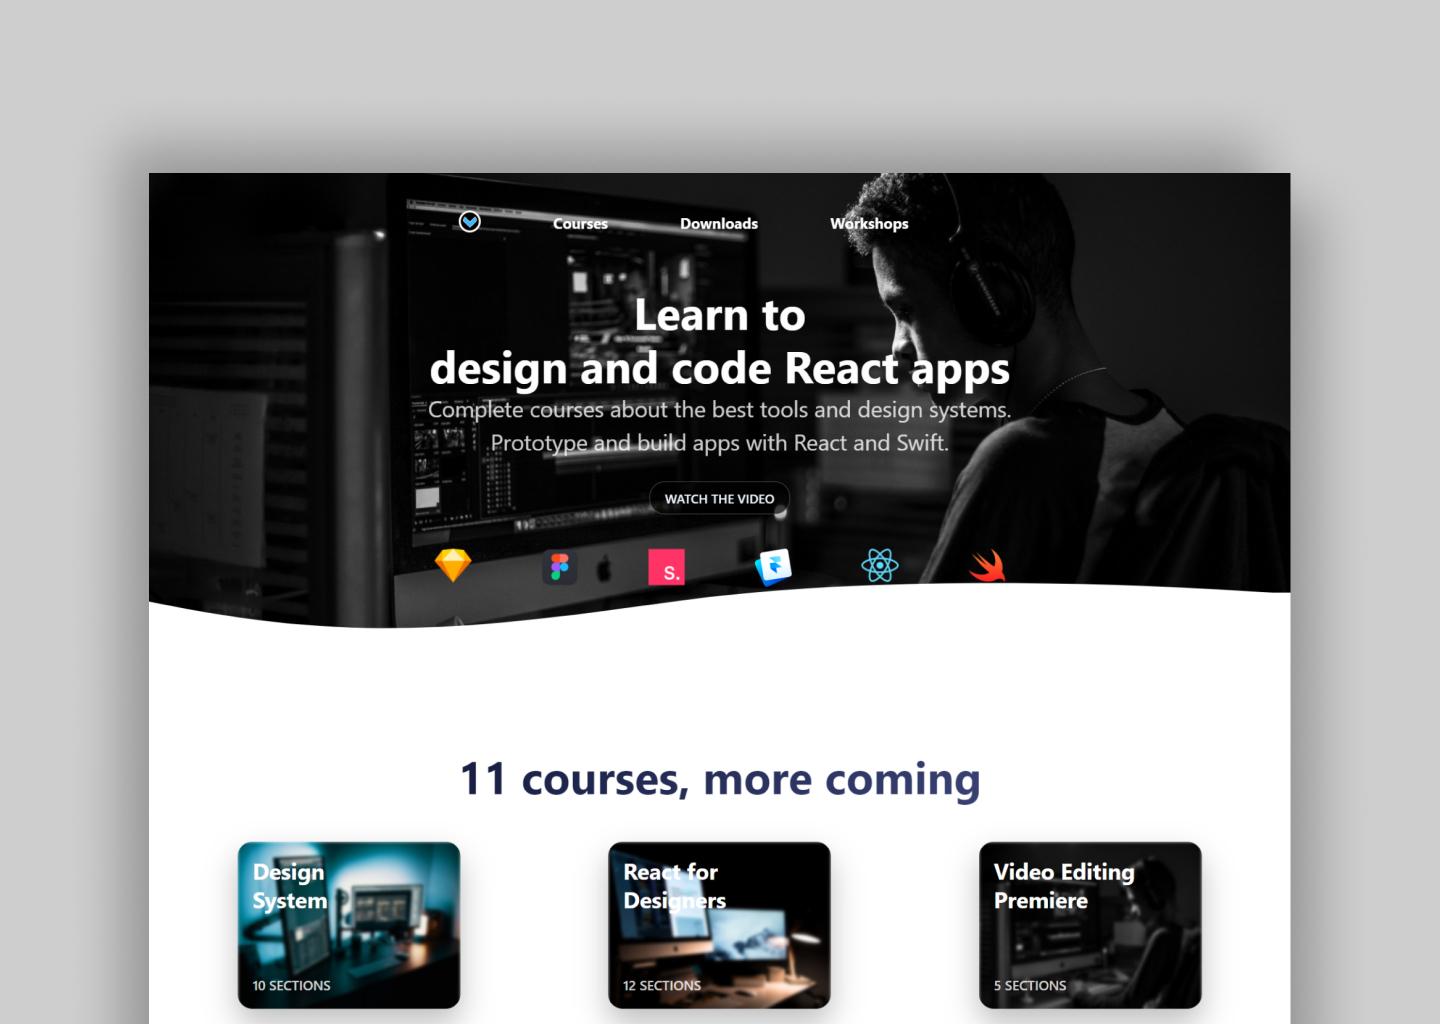 Courses Downloads Workshops
Learn to
design and code React apps
Complete courses about the best tools and design systems.
Prototype and build apps with React and Swift.
WATCH THE VIDEO
s.
11 courses, more coming
Design
System
10 SECTIONS
React for
Designers
12 SECTIONS
Video Editing
Premiere
5 SECTIONS